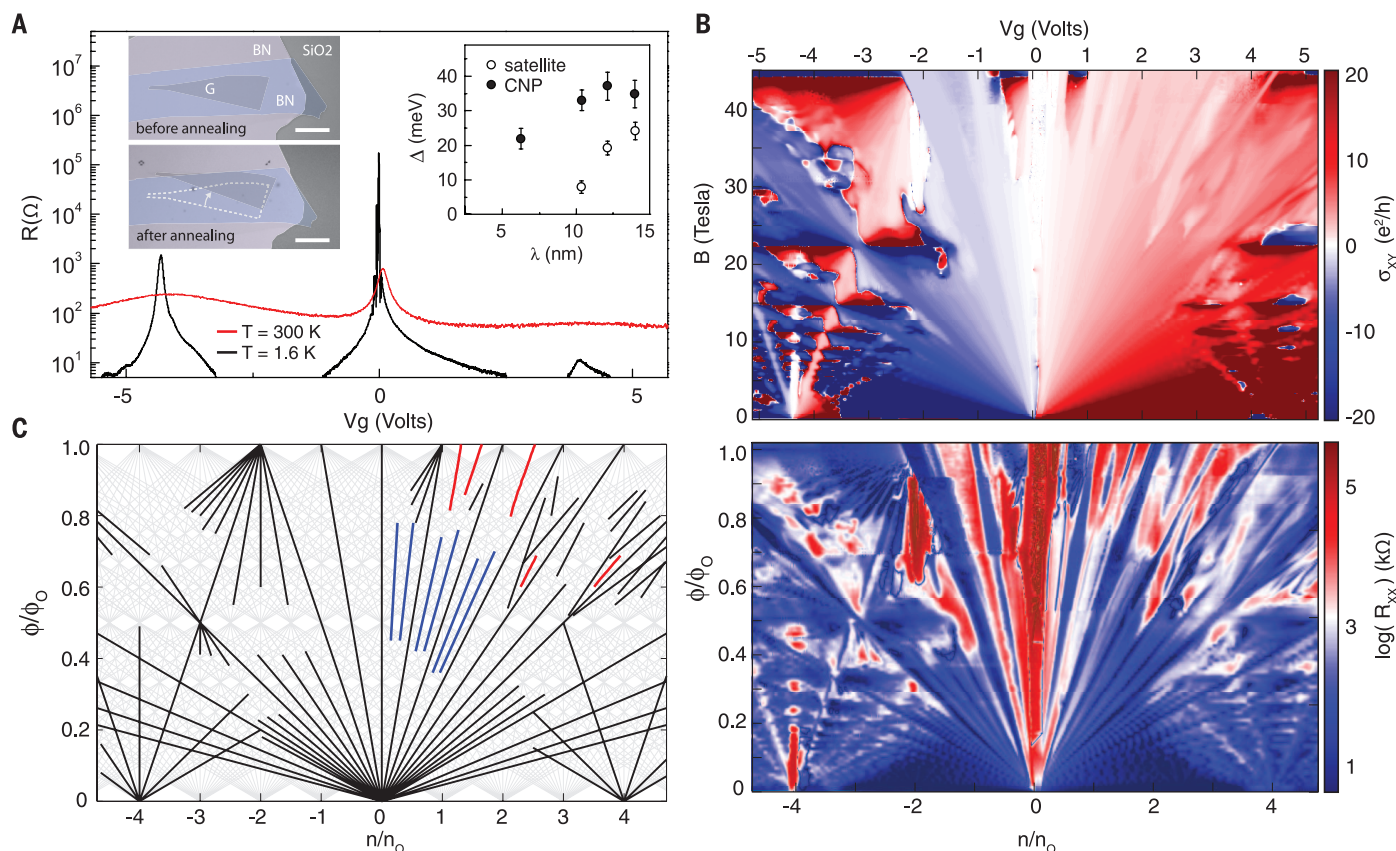 A
R(Ω)
10⁷
10⁶
10⁵
10⁴
10³
10²
10¹
BN
SiO2
G
BN
before annealing
after annealing
satellite
CNP
Δ (meV)
40
30
20
10
0
5
10
15
λ (nm)
T = 300 K
T = 1.6 K
-5
0
5
Vg (Volts)
B
Vg (Volts)
-5 -4 -3 -2 -1 0 1 2 3 4 5
B (Tesla)
40
30
20
10
0
20
10
0
-10
-20
σXY (e²/h)
C
ϕ/ϕO
1.0
0.8
0.6
0.4
0.2
0
-4 -3 -2 -1 0 1 2 3 4
n/nO
ϕ/ϕO
1.0
0.8
0.6
0.4
0.2
0
-4 -2 0 2 4
n/nO
5
3
1
log( RXX ) (kΩ)